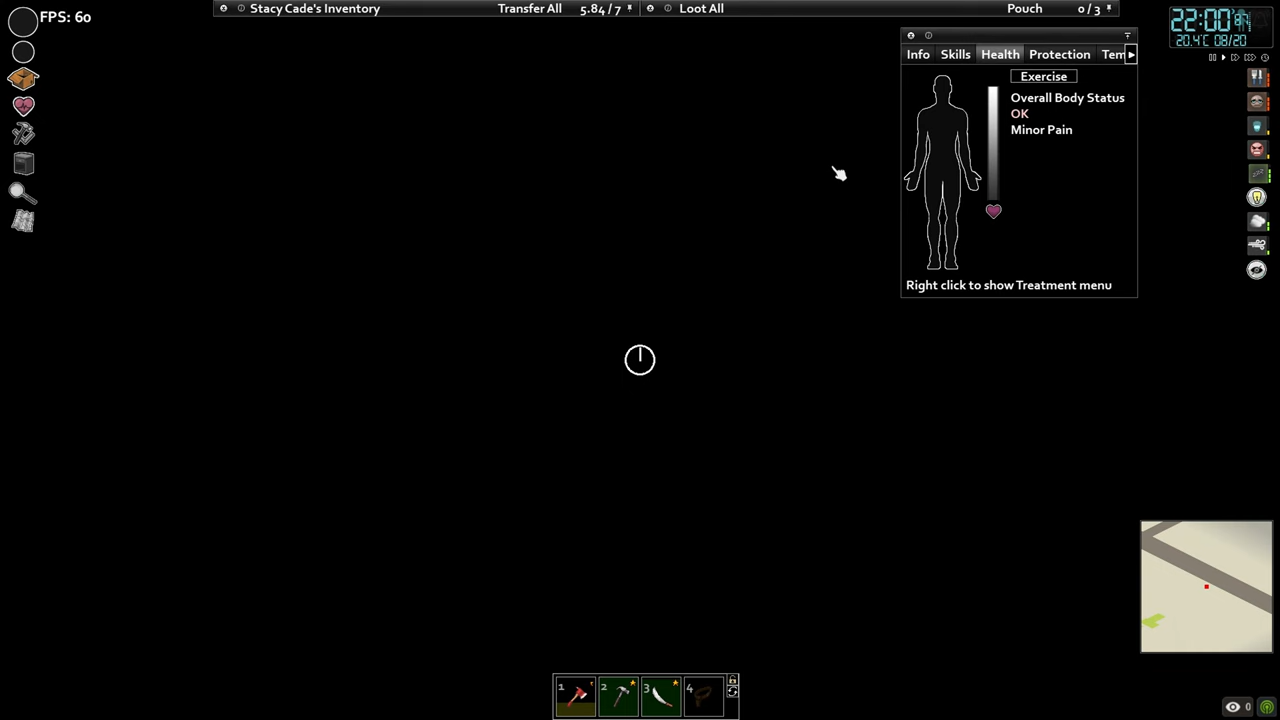 FPS: 60
Stacy Cade's Inventory Transfer All 5.84 / 7
Loot All Pouch 0 / 3
22:00
20.4°C 08/20
Info Skills Health Protection Tem
Exercise
Overall Body Status
OK
Minor Pain
Right click to show Treatment menu
1 2 3 4
0